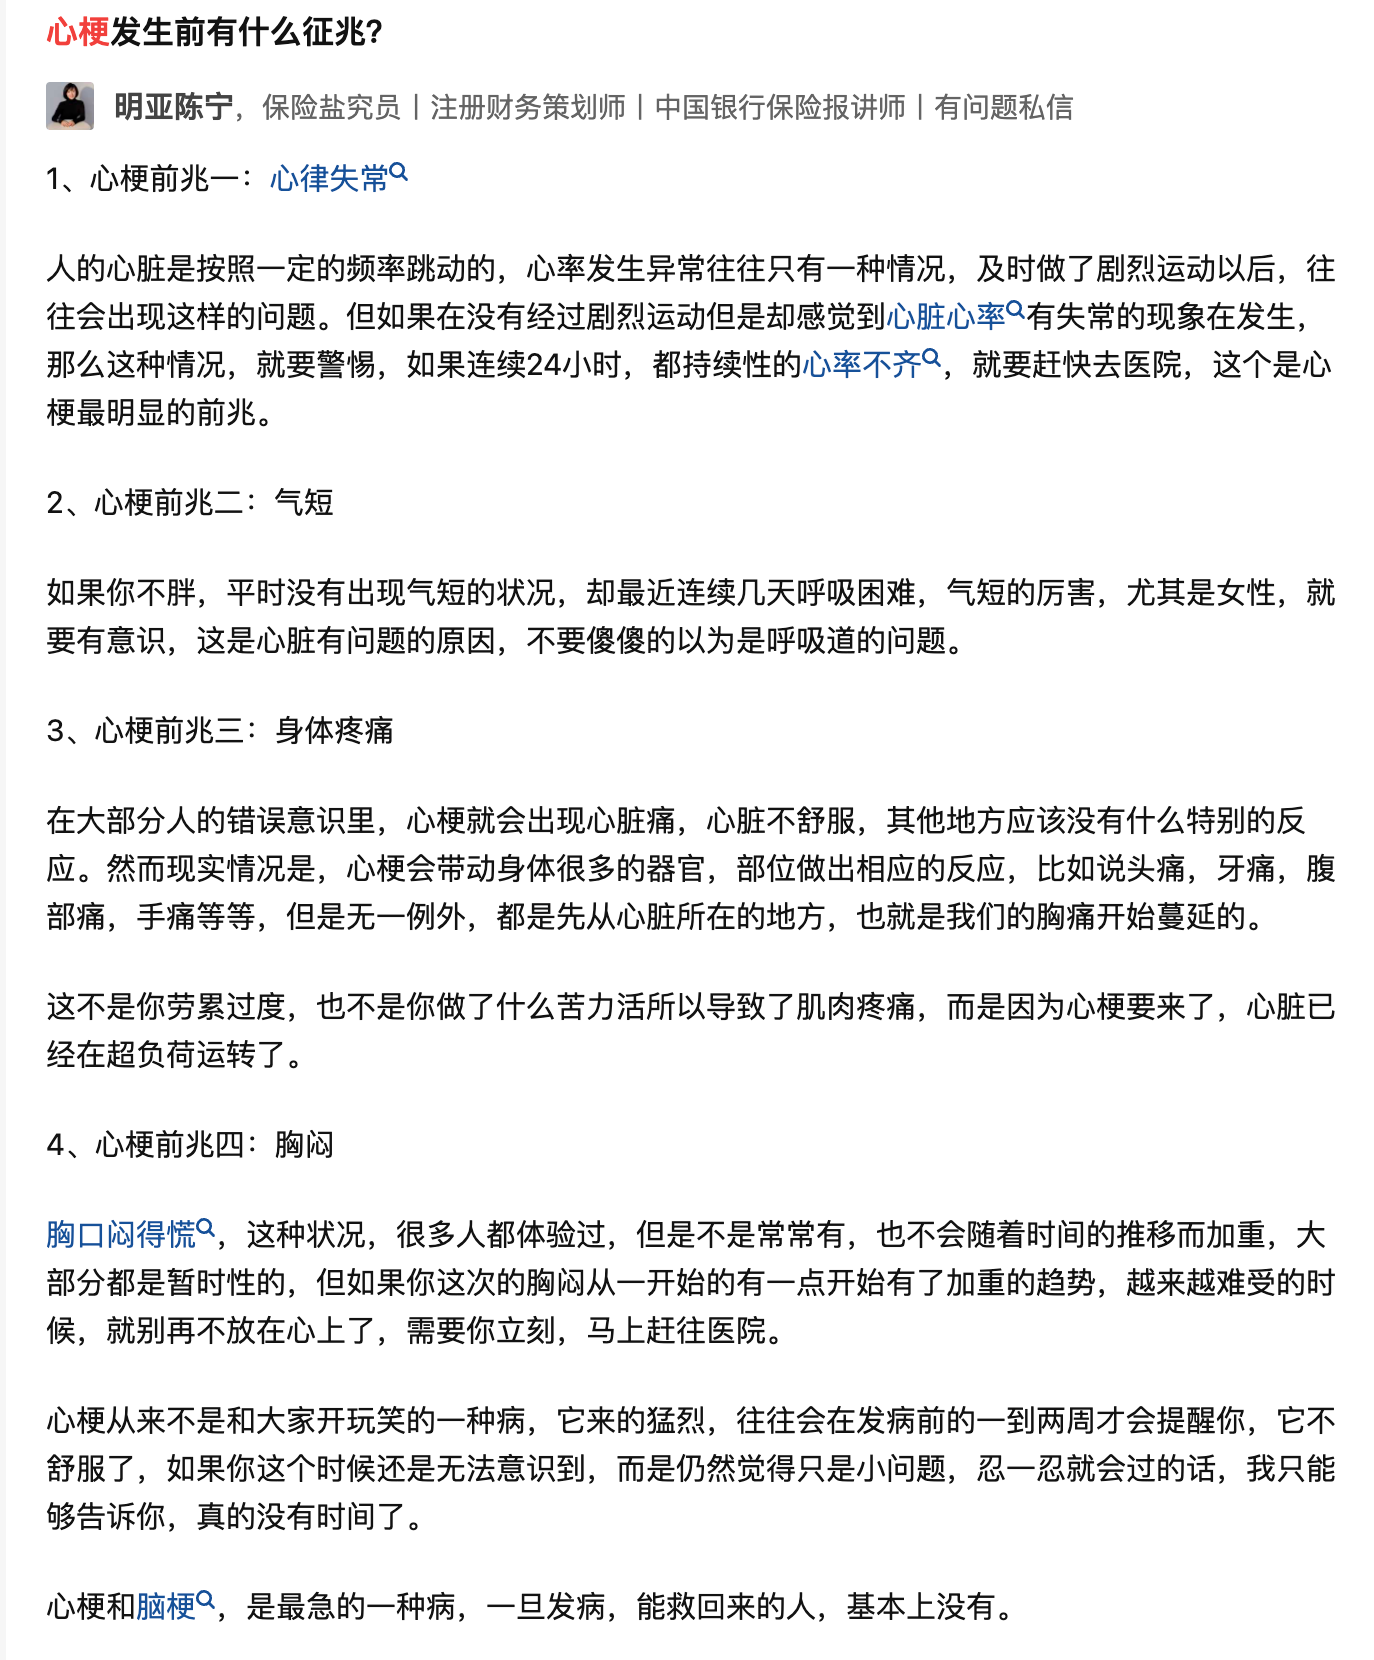 心梗发生前有什么征兆?
明亚陈宁，保险盐究员丨注册财务策划师丨中国银行保险报讲师丨有问题私信
1、心梗前兆一：心律失常
人的心脏是按照一定的频率跳动的，心率发生异常往往只有一种情况，及时做了剧烈运动以后，往
往会出现这样的问题。但如果在没有经过剧烈运动但是却感觉到心脏心率有失常的现象在发生，
那么这种情况，就要警惕，如果连续24小时，都持续性的心率不齐，就要赶快去医院，这个是心
梗最明显的前兆。
2、心梗前兆二：气短
如果你不胖，平时没有出现气短的状况，却最近连续几天呼吸困难，气短的厉害，尤其是女性，就
要有意识，这是心脏有问题的原因，不要傻傻的以为是呼吸道的问题。
3、心梗前兆三：身体疼痛
在大部分人的错误意识里，心梗就会出现心脏痛，心脏不舒服，其他地方应该没有什么特别的反
应。然而现实情况是，心梗会带动身体很多的器官，部位做出相应的反应，比如说头痛，牙痛，腹
部痛，手痛等等，但是无一例外，都是先从心脏所在的地方，也就是我们的胸痛开始蔓延的。
这不是你劳累过度，也不是你做了什么苦力活所以导致了肌肉疼痛，而是因为心梗要来了，心脏已
经在超负荷运转了。
4、心梗前兆四：胸闷
胸口闷得慌，这种状况，很多人都体验过，但是不是常常有，也不会随着时间的推移而加重，大
部分都是暂时性的，但如果你这次的胸闷从一开始的有一点开始有了加重的趋势，越来越难受的时
候，就别再不放在心上了，需要你立刻，马上赶往医院。
心梗从来不是和大家开玩笑的一种病，它来的猛烈，往往会在发病前的一到两周才会提醒你，它不
舒服了，如果你这个时候还是无法意识到，而是仍然觉得只是小问题，忍一忍就会过的话，我只能
够告诉你，真的没有时间了。
心梗和脑梗，是最急的一种病，一旦发病，能救回来的人，基本上没有。